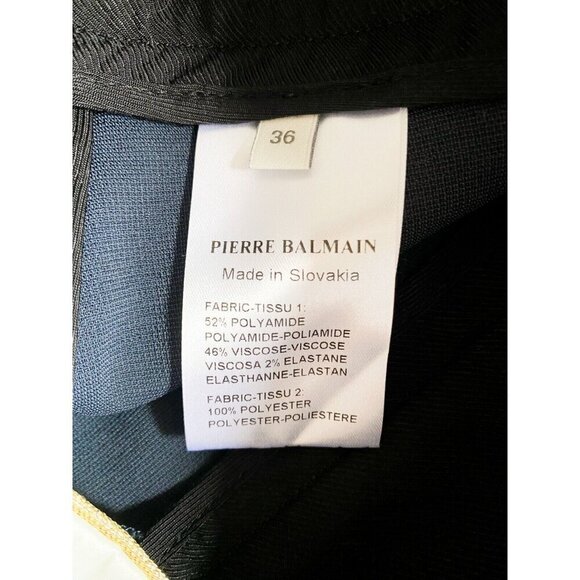 36
PIERRE BALMAIN
Made in Slovakia
FABRIC-TISSU 1:
52% POLYAMIDE
POLYAMIDE-POLIAMIDE
46% VISCOSE-VISCOSE
VISCOSA 2% ELASTANE
ELASTHANNE-ELASTAN
FABRIC-TISSU 2:
100% POLYESTER
POLYESTER-POLIESTERE